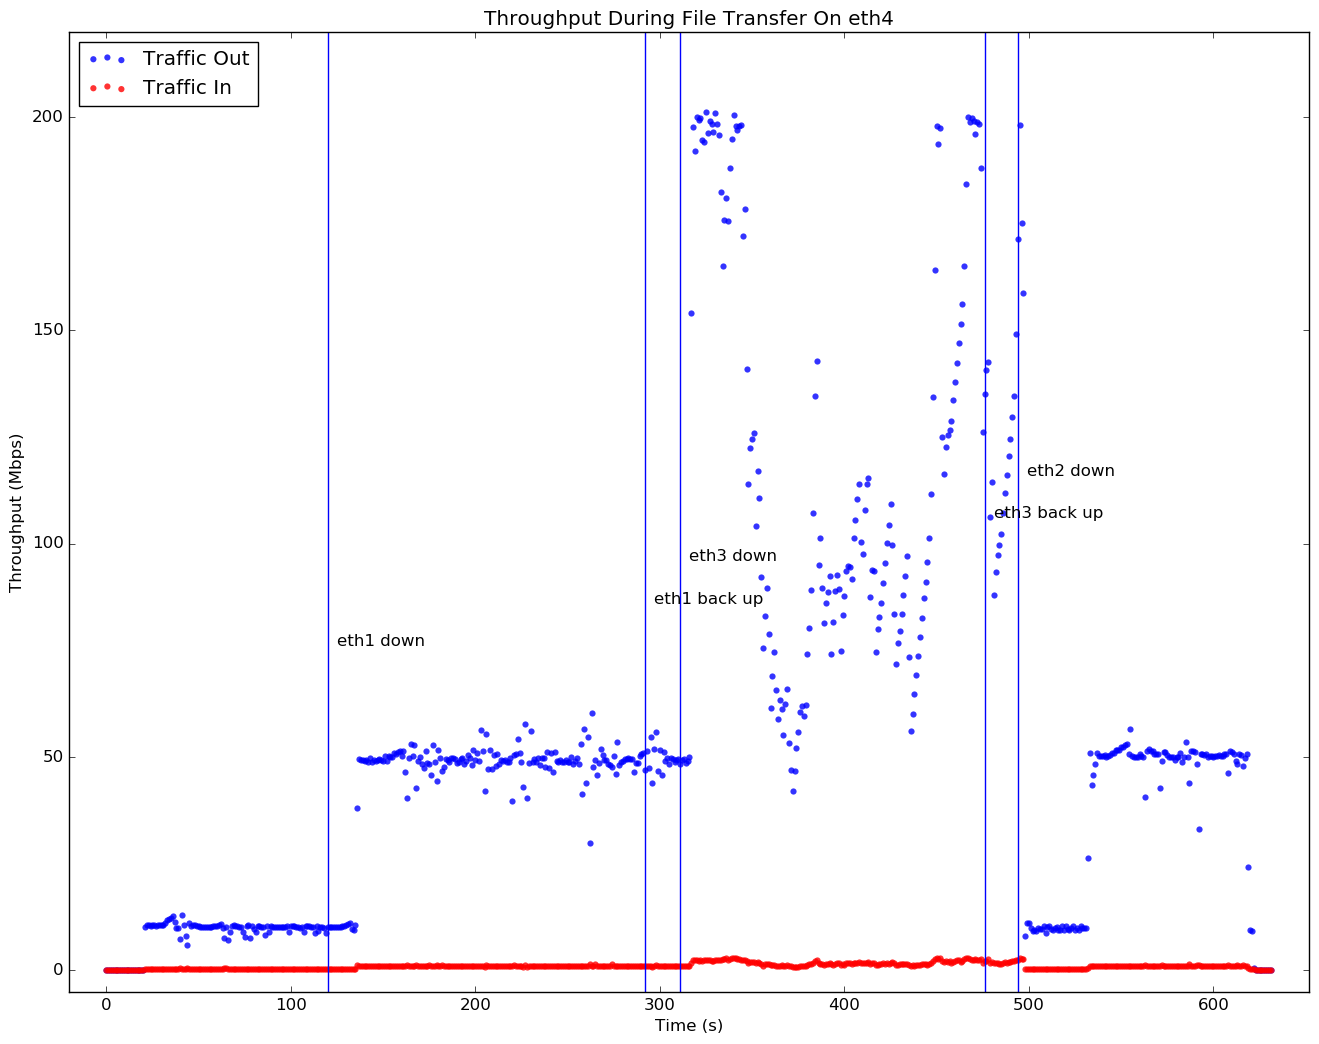 Throughput During File Transfer On eth4
Traffic Out
Traffic In
200
150
100
50
0
Throughput (Mbps)
eth2 down
eth3 back up
eth3 down
eth1 back up
eth1 down
0 100 200 300 400 500 600
Time (s)